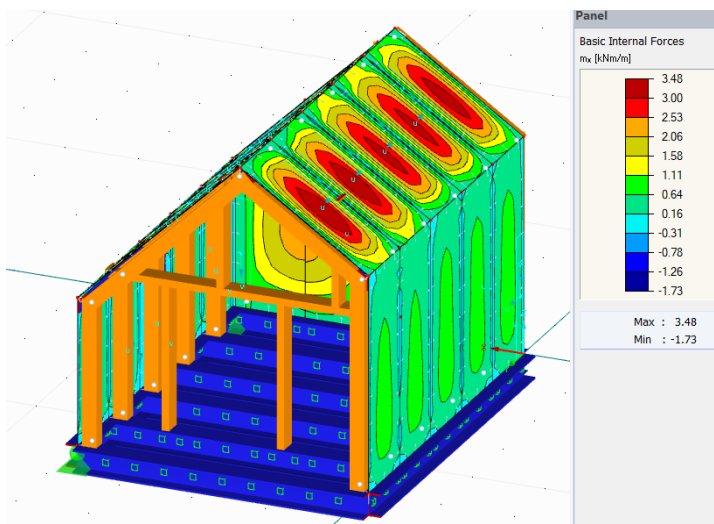 Panel
Basic Internal Forces
mx [kNm/m]
3.48
3.00
2.53
2.06
1.58
1.11
0.64
0.16
-0.31
-0.78
-1.26
-1.73
Max : 3.48
Min : -1.73